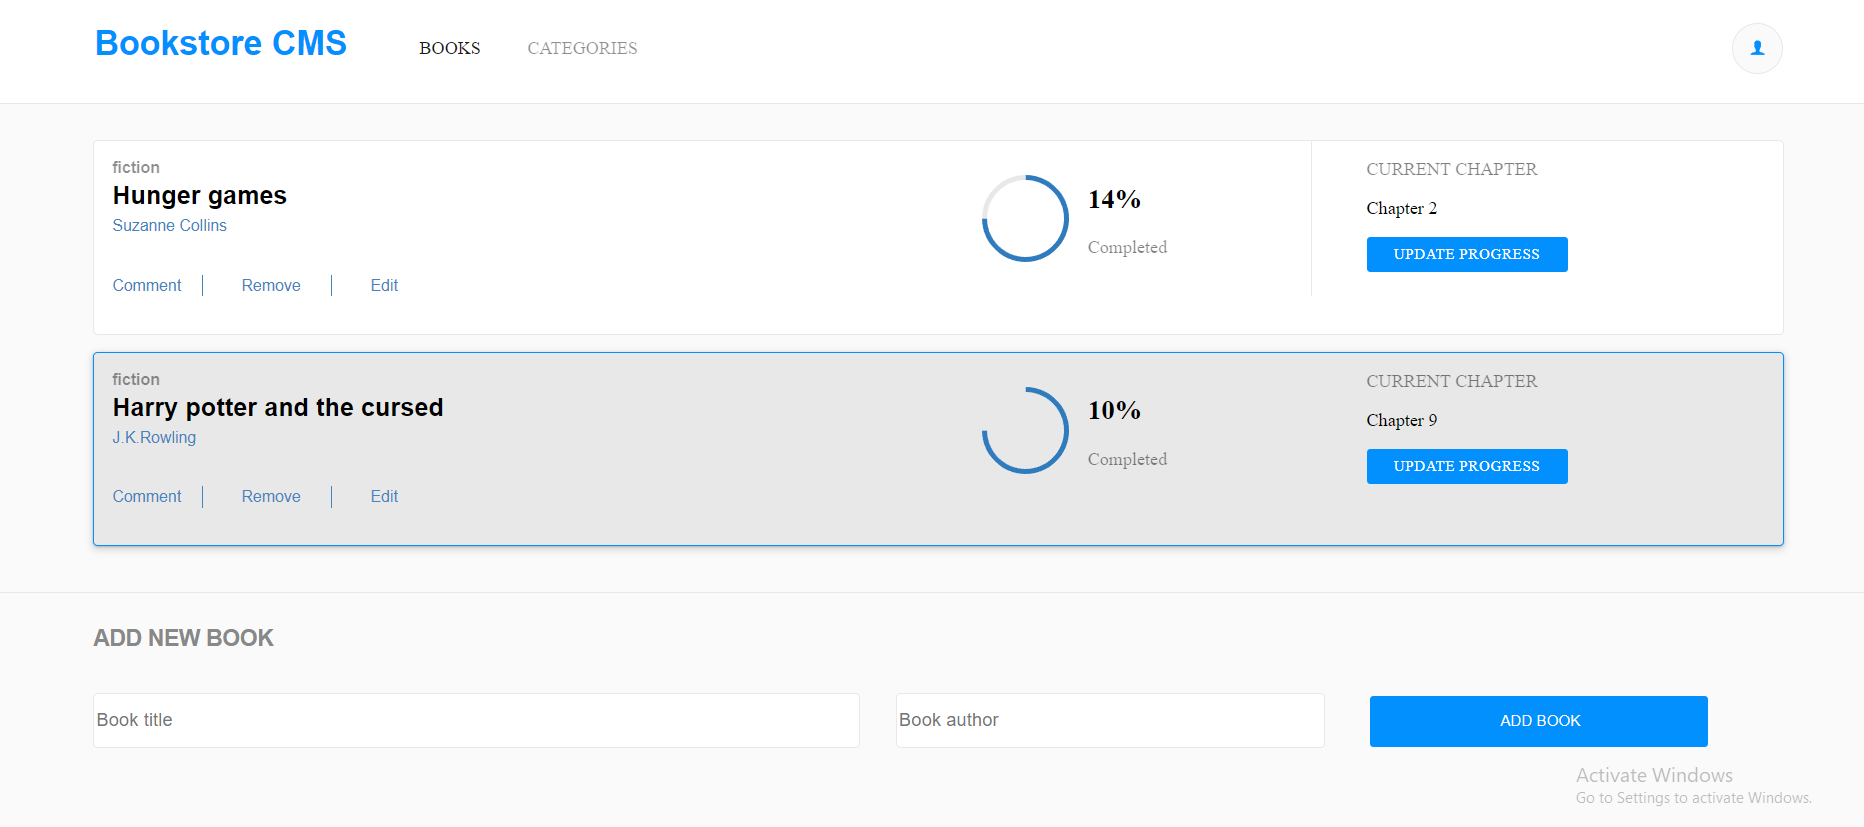 Bookstore CMS BOOKS CATEGORIES
fiction
Hunger games
Suzanne Collins
Comment Remove Edit
14%
Completed
CURRENT CHAPTER
Chapter 2
UPDATE PROGRESS
fiction
Harry potter and the cursed
J.K.Rowling
Comment Remove Edit
10%
Completed
CURRENT CHAPTER
Chapter 9
UPDATE PROGRESS
ADD NEW BOOK
Book title Book author ADD BOOK
Activate Windows
Go to Settings to activate Windows.